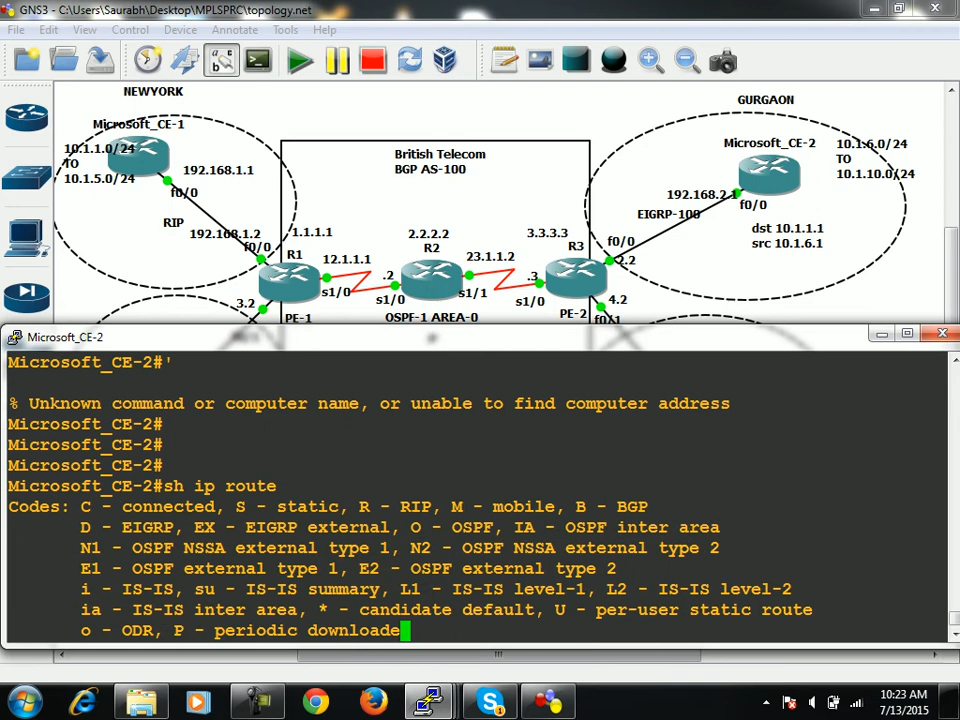 GNS3 - C:\Users\Saurabh\Desktop\MPLSPRC\topology.net
File Edit View Control Device Annotate Tools Help
NEWYORK
GURGAON
Microsoft_CE-1
10.1.1.0/24
TO
10.1.5.0/24
192.168.1.1
f0/0
RIP
192.168.1.2
f0/0
1.1.1.1
R1
12.1.1.1
s1/0
3.2
PE-1
British Telecom
BGP AS-100
2.2.2.2
R2
.2
s1/0
23.1.1.2
s1/1
OSPF-1 AREA-0
3.3.3.3
R3
.3
s1/0
PE-2
f0/0
2.2
4.2
f0/1
Microsoft_CE-2
10.1.6.0/24
TO
10.1.10.0/24
192.168.2.1
f0/0
EIGRP-100
dst 10.1.1.1
src 10.1.6.1
Microsoft_CE-2
Microsoft_CE-2#'
% Unknown command or computer name, or unable to find computer address
Microsoft_CE-2#
Microsoft_CE-2#
Microsoft_CE-2#
Microsoft_CE-2#sh ip route
Codes: C - connected, S - static, R - RIP, M - mobile, B - BGP
D - EIGRP, EX - EIGRP external, O - OSPF, IA - OSPF inter area
N1 - OSPF NSSA external type 1, N2 - OSPF NSSA external type 2
E1 - OSPF external type 1, E2 - OSPF external type 2
i - IS-IS, su - IS-IS summary, L1 - IS-IS level-1, L2 - IS-IS level-2
ia - IS-IS inter area, * - candidate default, U - per-user static route
o - ODR, P - periodic downloade
10:23 AM
7/13/2015